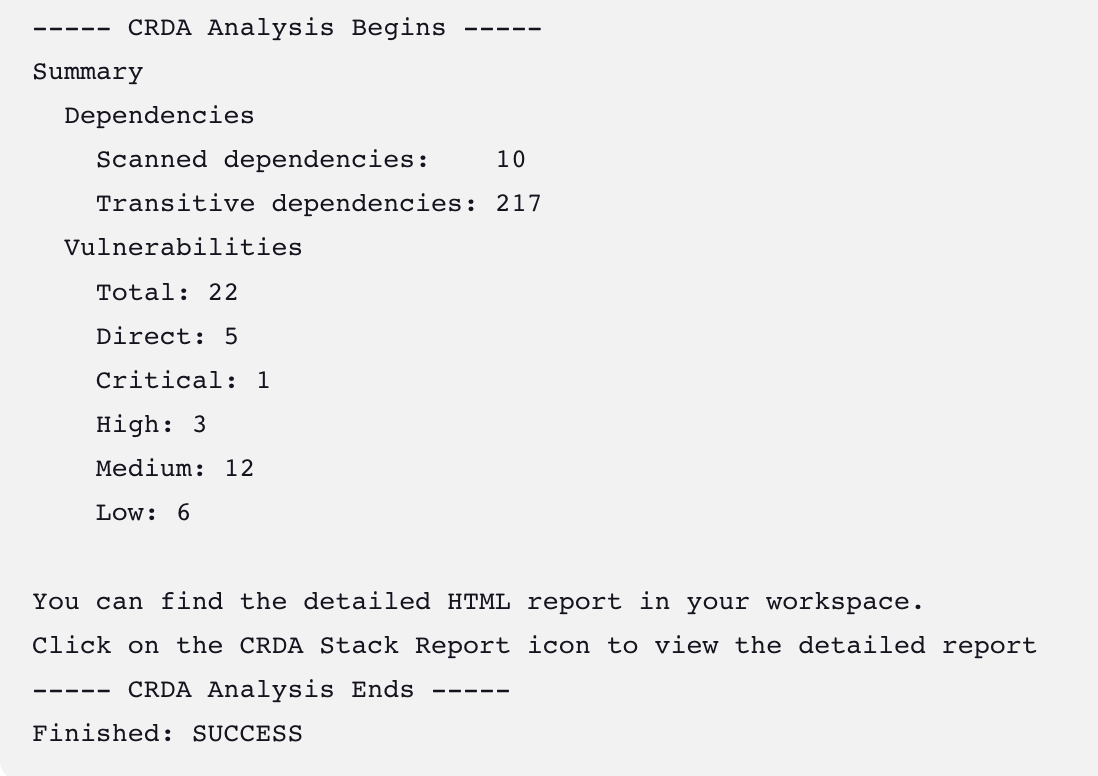 ----- CRDA Analysis Begins -----
Summary
  Dependencies
    Scanned dependencies:    10
    Transitive dependencies: 217
  Vulnerabilities
    Total: 22
    Direct: 5
    Critical: 1
    High: 3
    Medium: 12
    Low: 6

You can find the detailed HTML report in your workspace.
Click on the CRDA Stack Report icon to view the detailed report
----- CRDA Analysis Ends -----
Finished: SUCCESS